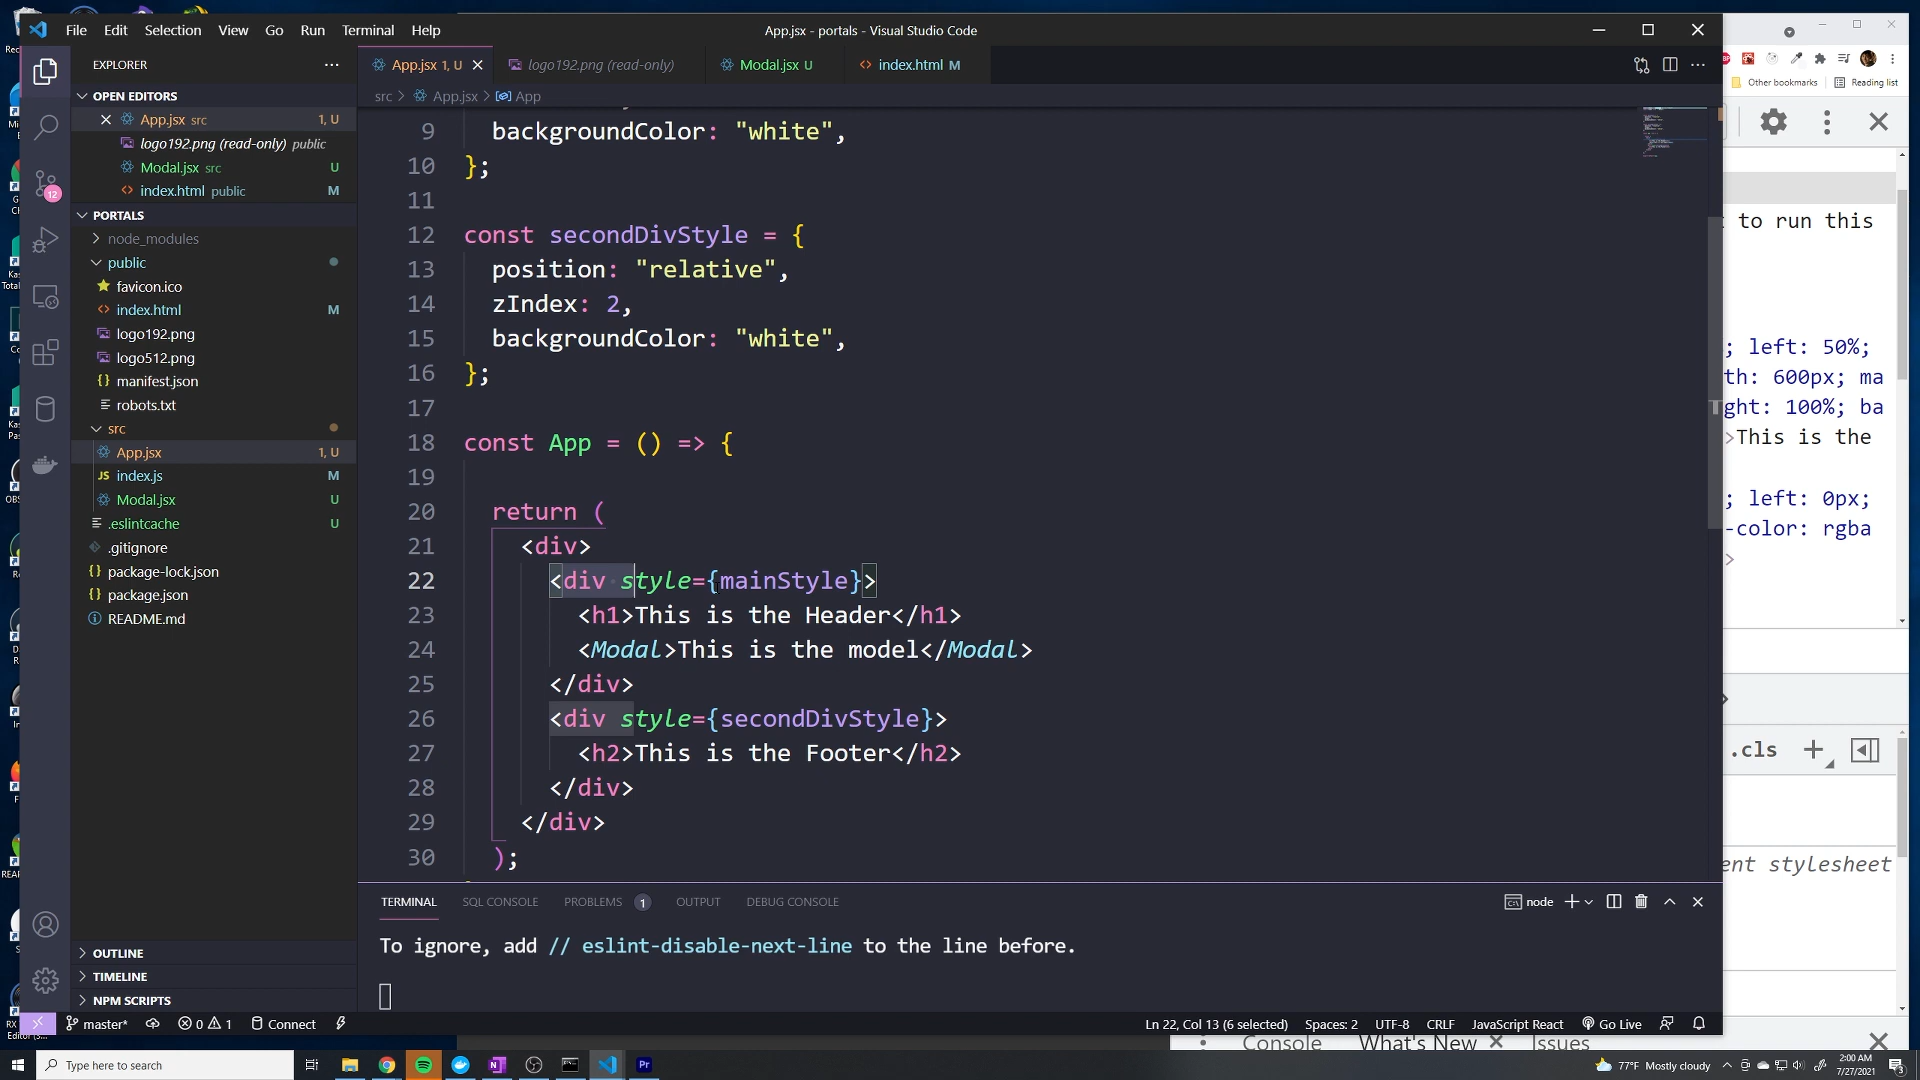 File Edit Selection View Go Run Terminal Help
App.jsx - portals - Visual Studio Code
EXPLORER
App.jsx 1, U
logo192.png (read-only)
Modal.jsx U
index.html M
Other bookmarks
Reading list
OPEN EDITORS
src > App.jsx > App
App.jsx src 1, U
logo192.png (read-only) public
Modal.jsx src U
index.html public M
PORTALS
node_modules
public
favicon.ico
index.html M
logo192.png
logo512.png
manifest.json
robots.txt
src
App.jsx 1, U
index.js M
Modal.jsx U
.eslintcache U
.gitignore
package-lock.json
package.json
README.md
OUTLINE
TIMELINE
NPM SCRIPTS
12
9 backgroundColor: "white",
10 };
11
12 const secondDivStyle = {
13 position: "relative",
14 zIndex: 2,
15 backgroundColor: "white",
16 };
17
18 const App = () => {
19
20 return (
21 <div>
22 <div style={mainStyle}>
23 <h1>This is the Header</h1>
24 <Modal>This is the model</Modal>
25 </div>
26 <div style={secondDivStyle}>
27 <h2>This is the Footer</h2>
28 </div>
29 </div>
30 );
to run this
; left: 50%;
th: 600px; ma
ght: 100%; ba
>This is the
; left: 0px;
-color: rgba
>
.cls
ent stylesheet
TERMINAL SQL CONSOLE PROBLEMS 1 OUTPUT DEBUG CONSOLE
node
To ignore, add // eslint-disable-next-line to the line before.
master* 0 1 Connect
Ln 22, Col 13 (6 selected) Spaces: 2 UTF-8 CRLF JavaScript React Go Live
Console What's New Issues
Type here to search
77°F Mostly cloudy
2:00 AM
7/27/2021
3